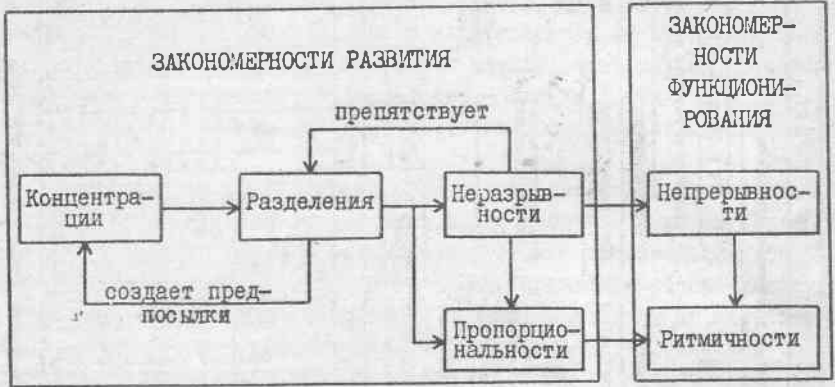 ЗАКОНОМЕРНОСТИ РАЗВИТИЯ
препятствует
Концентра-
ции
Разделения
Неразрыв-
ности
создает пред-
посылки
Пропорцио-
нальности
ЗАКОНОМЕР-
НОСТИ
ФУНКЦИОНИ-
РОВАНИЯ
Непрерывнос-
ти
Ритмичности